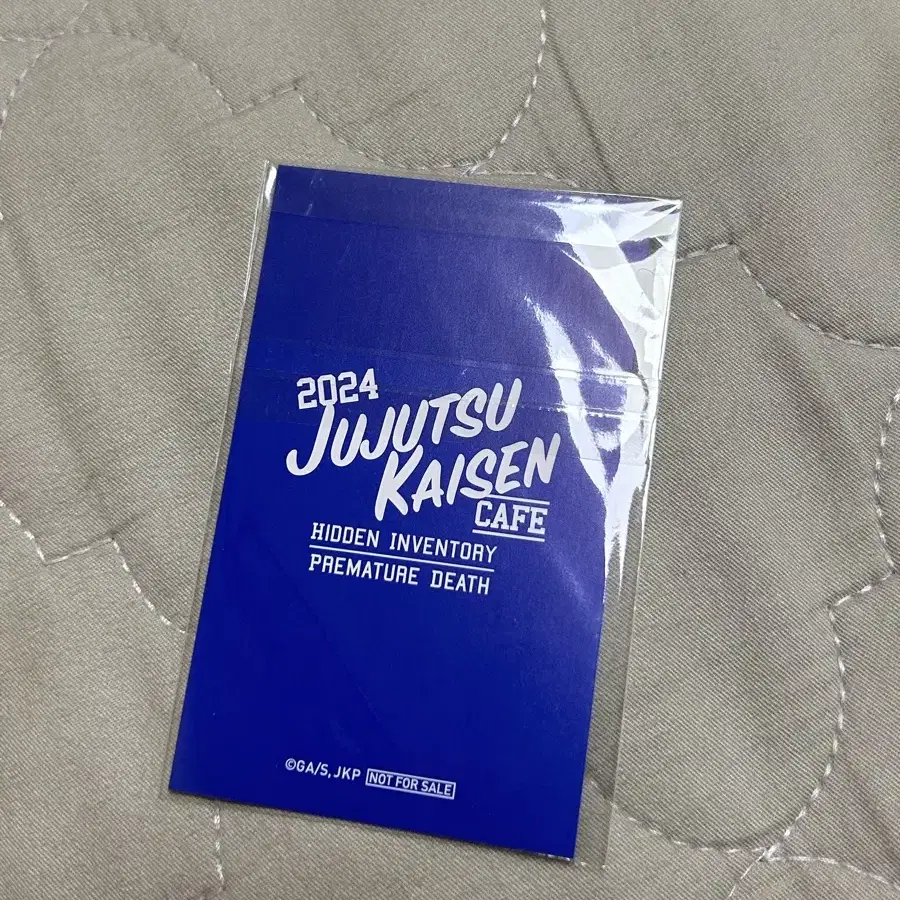 2024
JUJUTSU
KAISEN
CAFE
HIDDEN INVENTORY
PREMATURE DEATH
©GA/S, JKP NOT FOR SALE